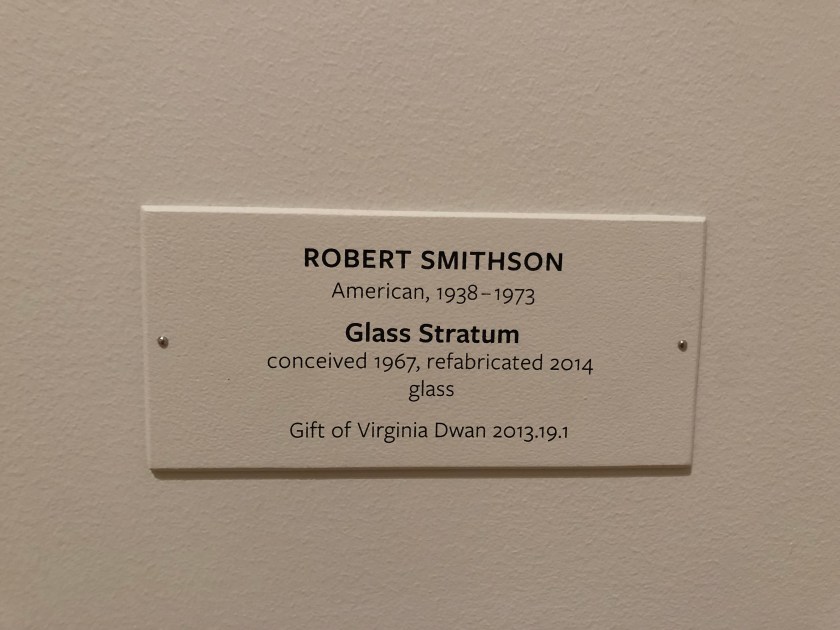 ROBERT SMITHSON
American, 1938–1973
Glass Stratum
conceived 1967, refabricated 2014
glass
Gift of Virginia Dwan 2013.19.1